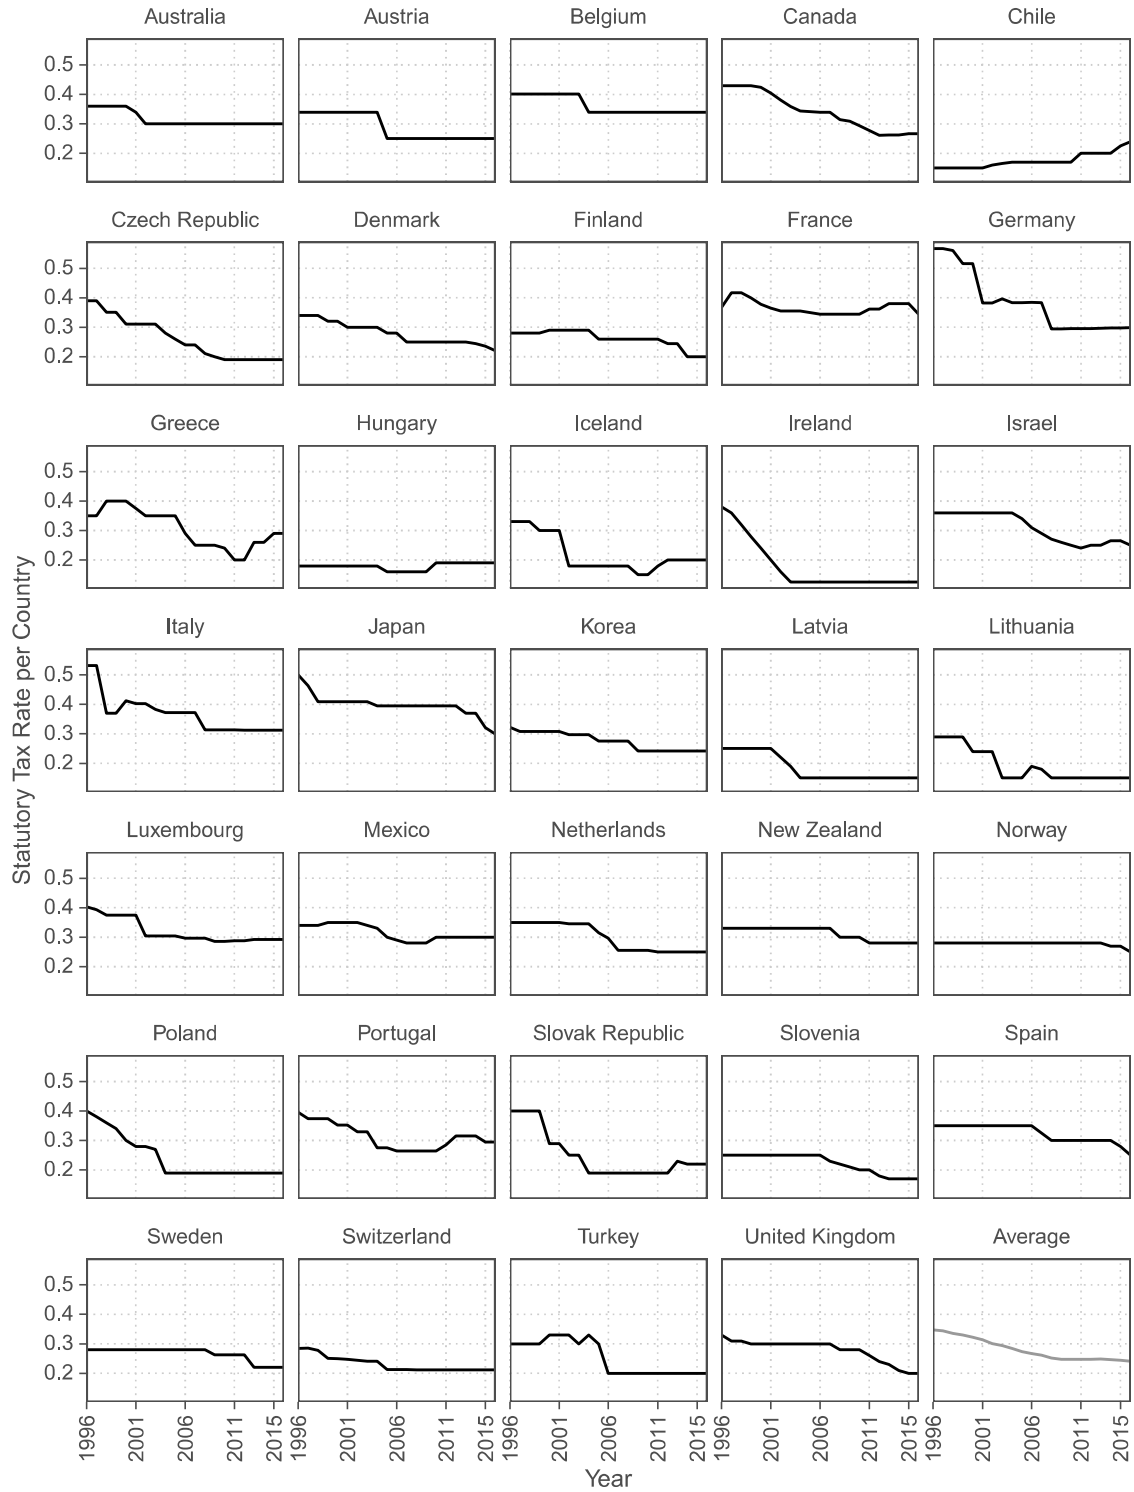 Australia Austria Belgium Canada Chile
0.5
0.4
0.3
0.2
Czech Republic Denmark Finland France Germany
0.5
0.4
0.3
0.2
Greece Hungary Iceland Ireland Israel
0.5
0.4
0.3
0.2
Italy Japan Korea Latvia Lithuania
0.5
0.4
0.3
0.2
Luxembourg Mexico Netherlands New Zealand Norway
0.5
0.4
0.3
0.2
Poland Portugal Slovak Republic Slovenia Spain
0.5
0.4
0.3
0.2
Sweden Switzerland Turkey United Kingdom Average
0.5
0.4
0.3
0.2
1996 2001 2006 2011 2015 1996 2001 2006 2011 2015 1996 2001 2006 2011 2015 1996 2001 2006 2011 2015 1996 2001 2006 2011 2015
Year
Statutory Tax Rate per Country